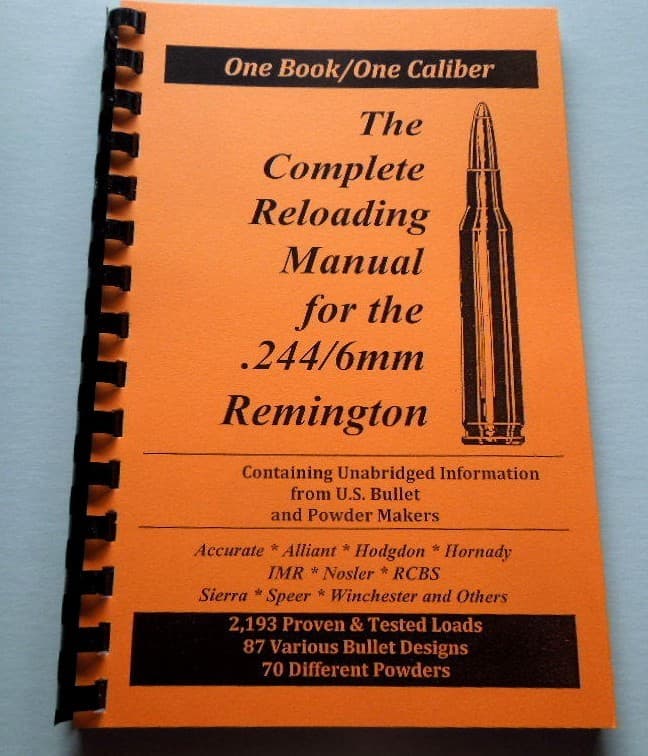 One Book/One Caliber
The
Complete
Reloading
Manual
for the
.244/6mm
Remington
Containing Unabridged Information
from U.S. Bullet
and Powder Makers
Accurate * Alliant * Hodgdon * Hornady
IMR * Nosler * RCBS
Sierra * Speer * Winchester and Others
2,193 Proven & Tested Loads
87 Various Bullet Designs
70 Different Powders